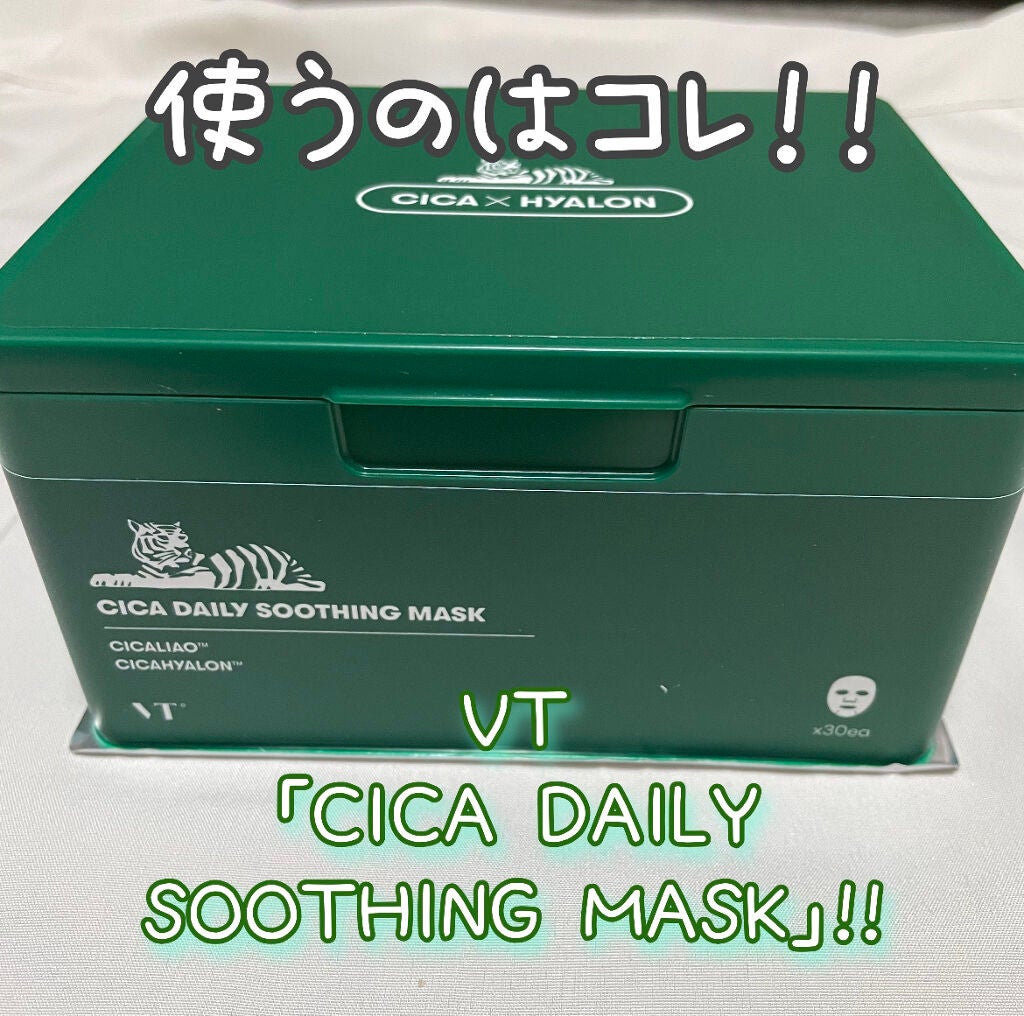 使うのはコレ!!
CICA × HYALON
CICA DAILY SOOTHING MASK
CICALIAO™
CICAHYALON™
VT
x30ea
VT
「CICA DAILY
SOOTHING MASK」!!